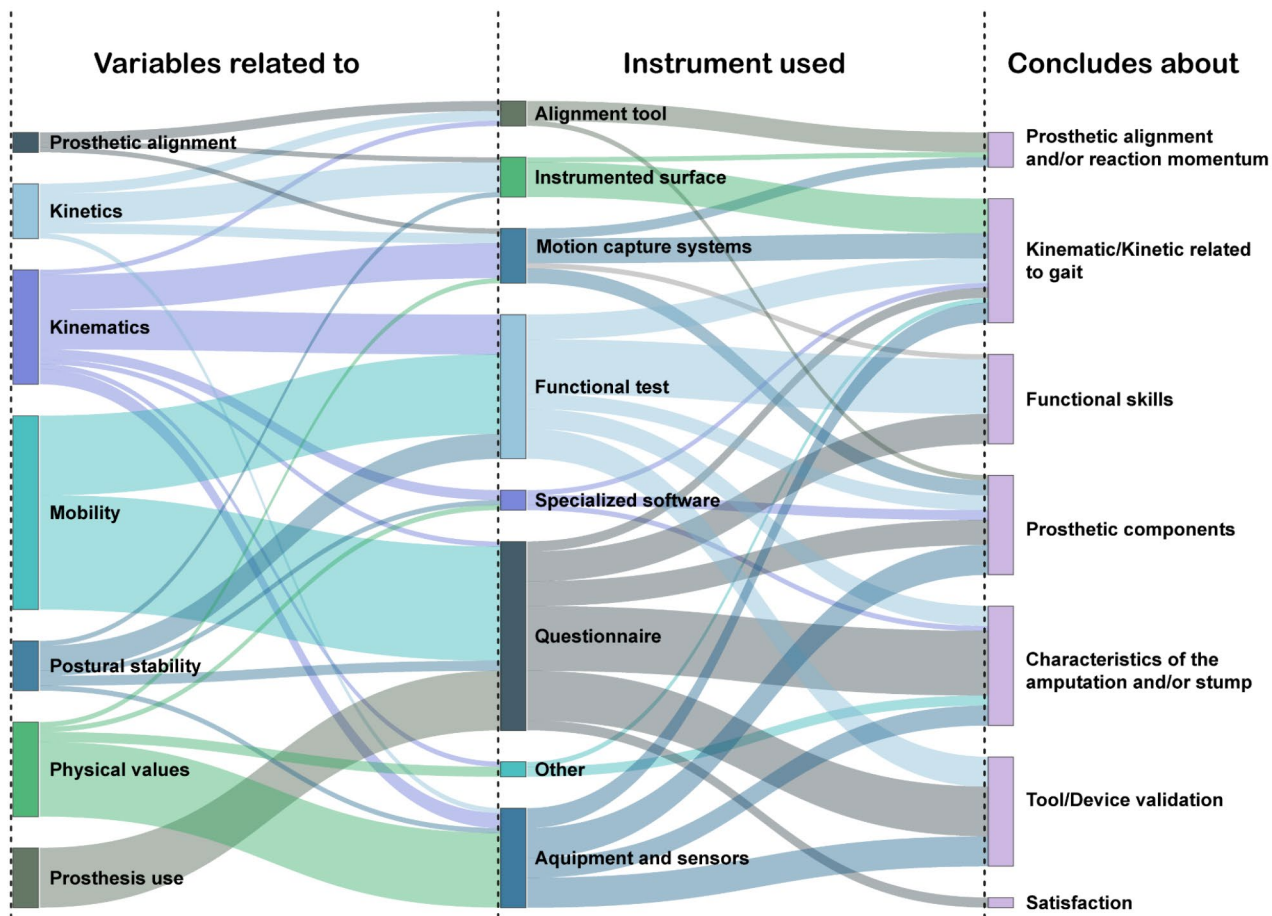 Variables related to
Instrument used
Concludes about
Prosthetic alignment
Kinetics
Kinematics
Mobility
Postural stability
Physical values
Prosthesis use
Alignment tool
Instrumented surface
Motion capture systems
Functional test
Specialized software
Questionnaire
Other
Aquipment and sensors
Prosthetic alignment
and/or reaction momentum
Kinematic/Kinetic related
to gait
Functional skills
Prosthetic components
Characteristics of the
amputation and/or stump
Tool/Device validation
Satisfaction